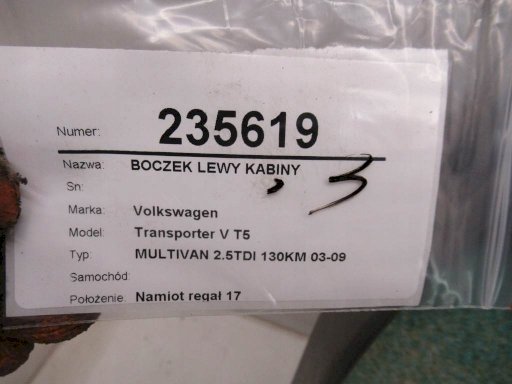 Numer: 235619
Nazwa: BOCZEK LEWY KABINY
Sn: , 3
Marka: Volkswagen
Model: Transporter V T5
Typ: MULTIVAN 2.5TDI 130KM 03-09
Samochód:
Położenie: Namiot regał 17